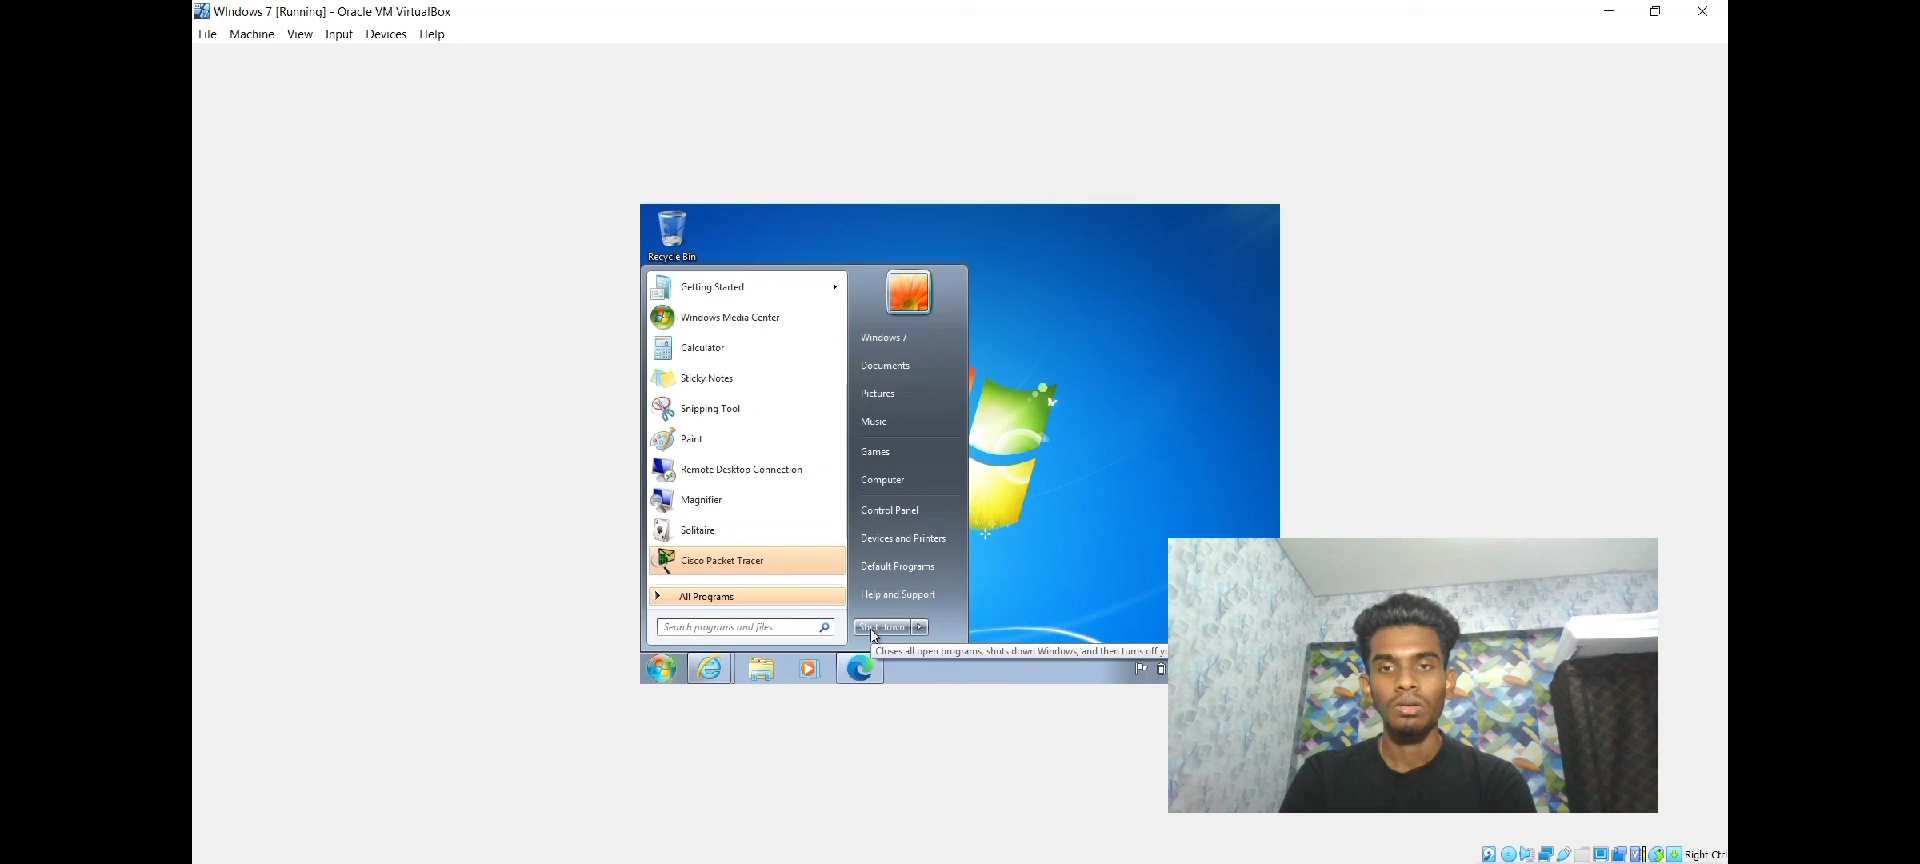 WIndows 7 [Running] - Oracle VM VirtualBox
File Machine View Input Devices Help
Recycle Bin
Getting Started
Windows Media Center
Calculator
Sticky Notes
Snipping Tool
Paint
Remote Desktop Connection
Magnifier
Solitaire
Cisco Packet Tracer
All Programs
Search programs and files
Windows 7
Documents
Pictures
Music
Games
Computer
Control Panel
Devices and Printers
Default Programs
Help and Support
Shut down
Closes all open programs, shuts down Windows, and then turns off yo
Right Ctrl